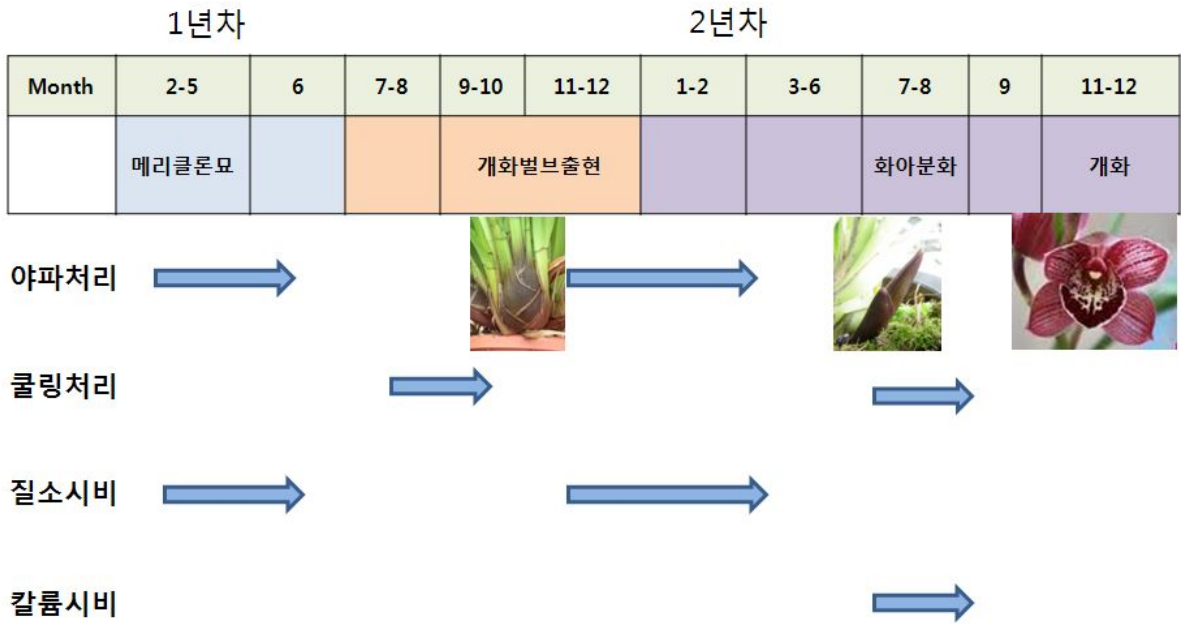 1년차 2년차
Month 2-5 6 7-8 9-10 11-12 1-2 3-6 7-8 9 11-12
메리클론묘 개화벌브출현 화아분화 개화
야파처리
쿨링처리
질소시비
칼륨시비